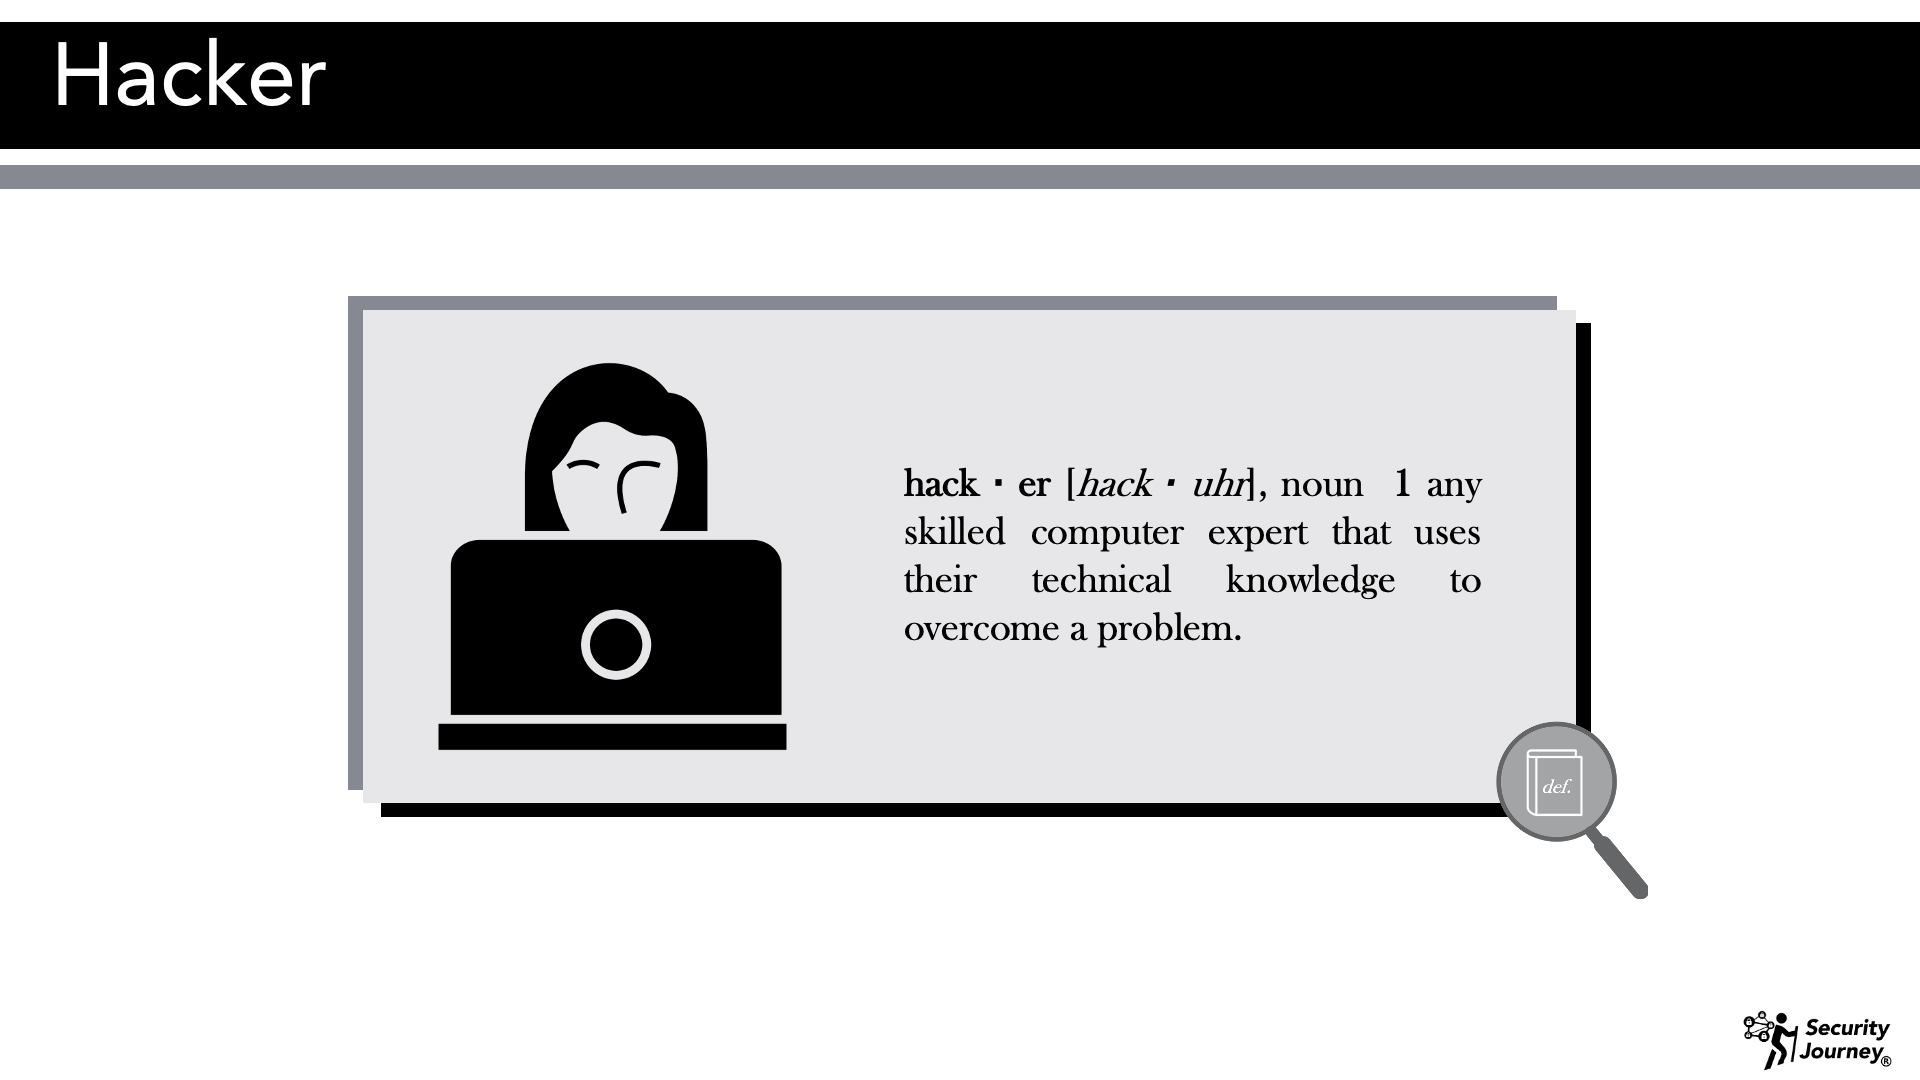 Hacker
hack · er [hack · uhr], noun 1 any
skilled computer expert that uses
their technical knowledge to
overcome a problem.
def.
Security
Journey®